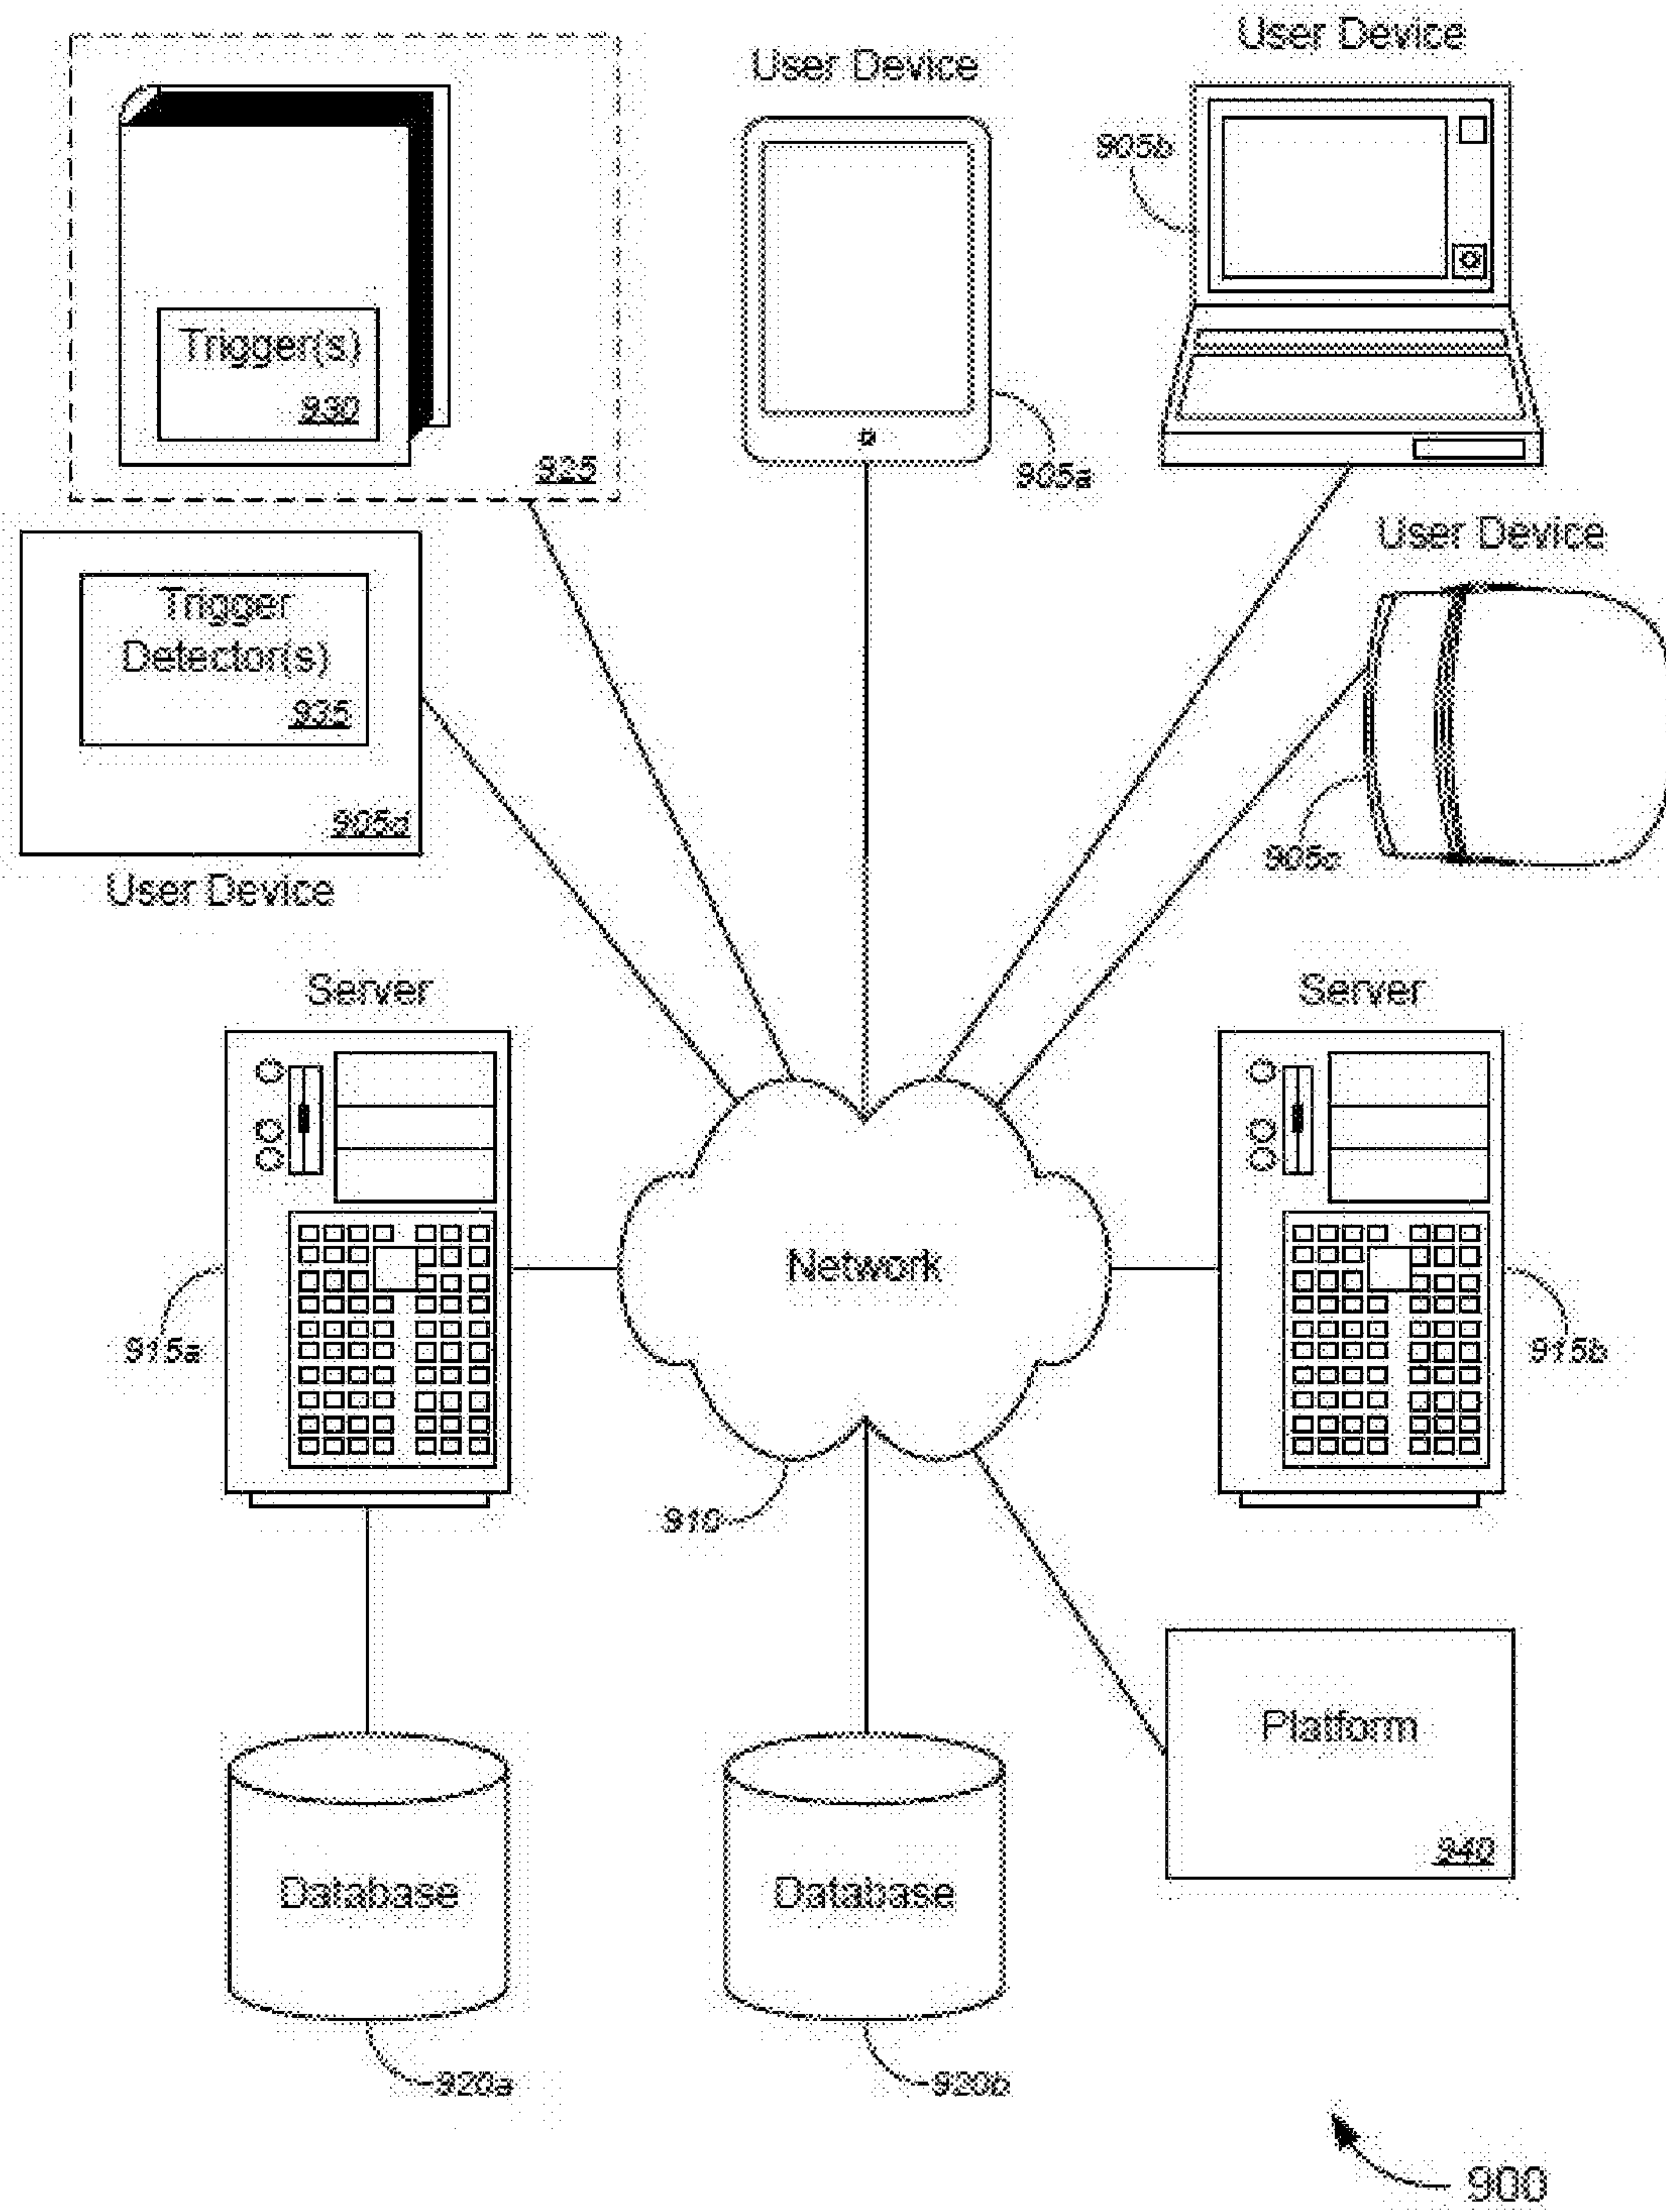 User Device
User Device
905b
Trigger(s)
930
925
905a
User Device
Trigger
Detector(s)
935
905d
User Device
905c
Server
Server
Network
915a
915b
910
Platform
940
Database
Database
920a
920b
900